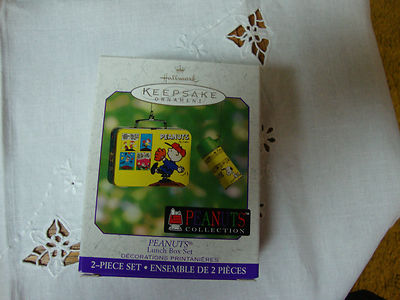 Hallmark
KEEPSAKE
ORNAMENT
PEANUTS
PEANUTS
COLLECTION
PEANUTS
Lunch Box Set
DÉCORATIONS PRINTANIÈRES
2-PIECE SET • ENSEMBLE DE 2 PIÈCES